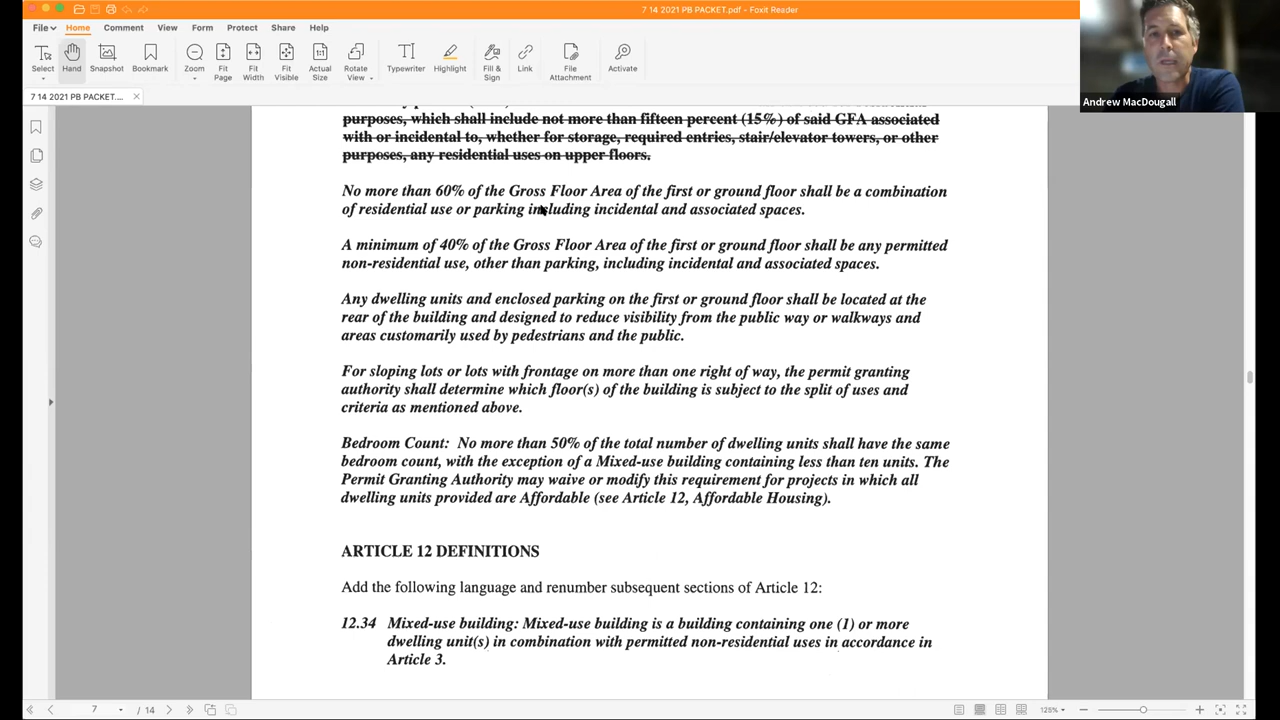 7 14 2021 PB PACKET.pdf - Foxit Reader
File Home Comment View Form Protect Share Help
Select Hand Snapshot Bookmark Zoom Fit Page Fit Width Fit Visible Actual Size Rotate View Typewriter Highlight Fill & Sign Link File Attachment Activate
Andrew MacDougall
7 14 2021 PB PACKET....
purposes, which shall include not more than fifteen percent (15%) of said GFA associated
with or incidental to, whether for storage, required entries, stair/elevator towers, or other
purposes, any residential uses on upper floors.
No more than 60% of the Gross Floor Area of the first or ground floor shall be a combination
of residential use or parking including incidental and associated spaces.
A minimum of 40% of the Gross Floor Area of the first or ground floor shall be any permitted
non-residential use, other than parking, including incidental and associated spaces.
Any dwelling units and enclosed parking on the first or ground floor shall be located at the
rear of the building and designed to reduce visibility from the public way or walkways and
areas customarily used by pedestrians and the public.
For sloping lots or lots with frontage on more than one right of way, the permit granting
authority shall determine which floor(s) of the building is subject to the split of uses and
criteria as mentioned above.
Bedroom Count: No more than 50% of the total number of dwelling units shall have the same
bedroom count, with the exception of a Mixed-use building containing less than ten units. The
Permit Granting Authority may waive or modify this requirement for projects in which all
dwelling units provided are Affordable (see Article 12, Affordable Housing).
ARTICLE 12 DEFINITIONS
Add the following language and renumber subsequent sections of Article 12:
12.34 Mixed-use building: Mixed-use building is a building containing one (1) or more
dwelling unit(s) in combination with permitted non-residential uses in accordance in
Article 3.
7 / 14 125%